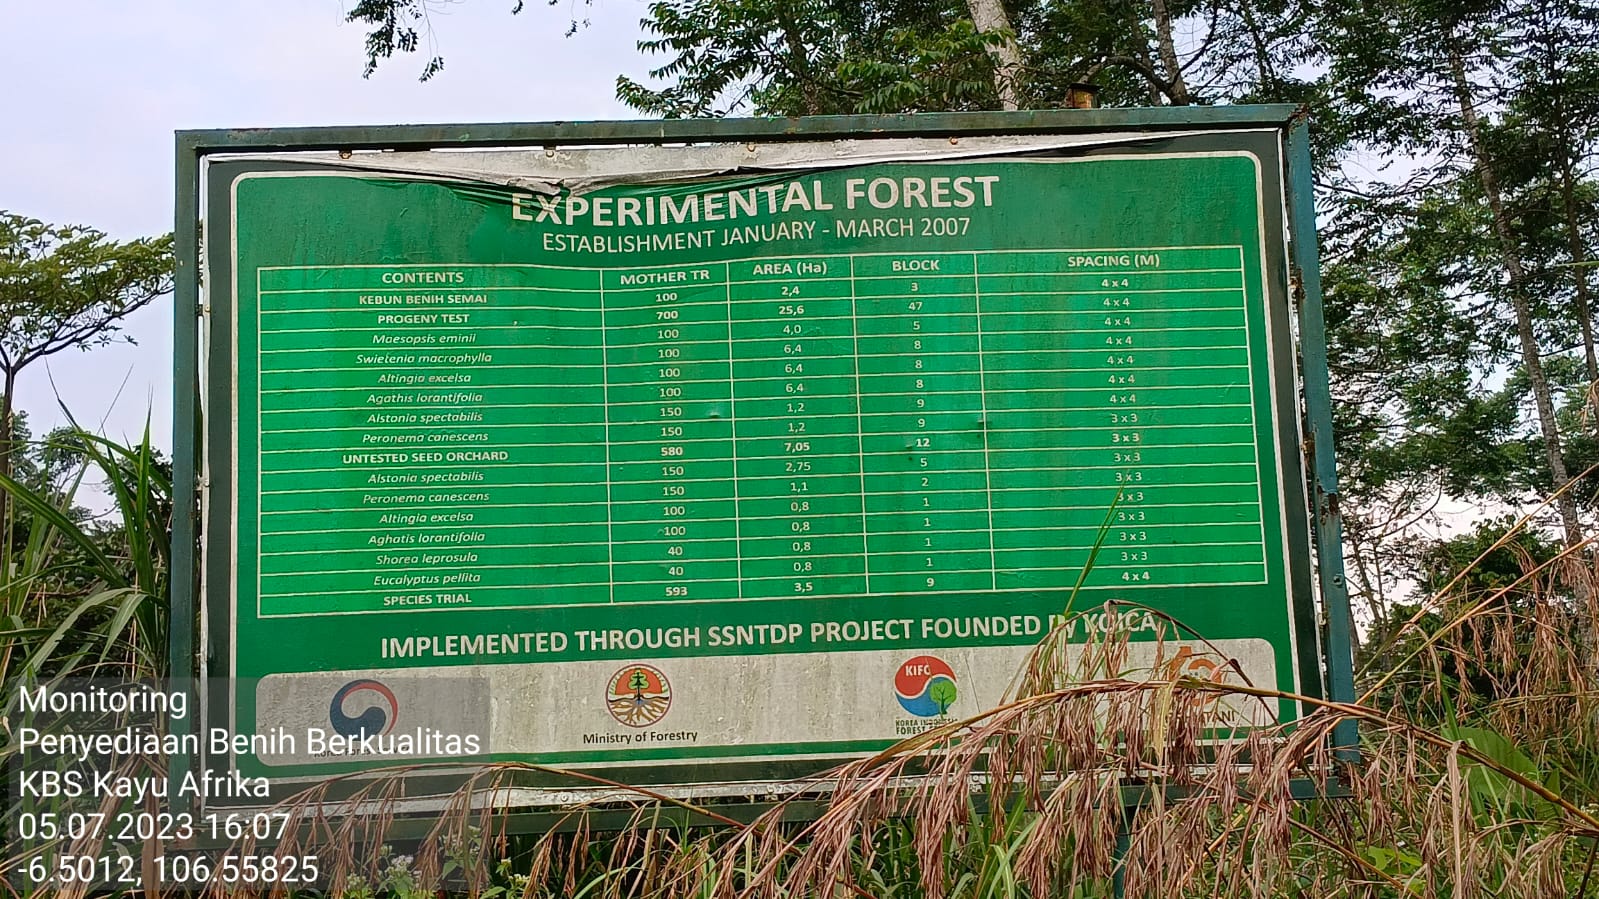 EXPERIMENTAL FOREST
ESTABLISHMENT JANUARY - MARCH 2007
CONTENTS MOTHER TR AREA (Ha) BLOCK SPACING (M)
KEBUN BENIH SEMAI 100 2,4 3 4 x 4
PROGENY TEST 700 25,6 47 4 x 4
Maesopsis eminii 100 4,0 5 4 x 4
Swietenia macrophylla 100 6,4 8 4 x 4
Altingia excelsa 100 6,4 8 4 x 4
Agathis lorantifolia 100 6,4 8 4 x 4
Alstonia spectabilis 150 1,2 9 4 x 4
Peronema canescens 150 1,2 9 3 x 3
UNTESTED SEED ORCHARD 580 7,05 12 3 x 3
Alstonia spectabilis 150 2,75 5 3 x 3
Peronema canescens 150 1,1 2 3 x 3
Altingia excelsa 100 0,8 1 3 x 3
Aghatis lorantifolia 100 0,8 1 3 x 3
Shorea leprosula 40 0,8 1 3 x 3
Eucalyptus pellita 40 0,8 1 3 x 3
SPECIES TRIAL 593 3,5 9 4 x 4
IMPLEMENTED THROUGH SSNTDP PROJECT FOUNDED BY KOICA
KIFC
Ministry of Forestry
KOREA
FOREST
Monitoring
Penyediaan Benih Berkualitas
KBS Kayu Afrika
05.07.2023 16:07
-6.5012, 106.55825